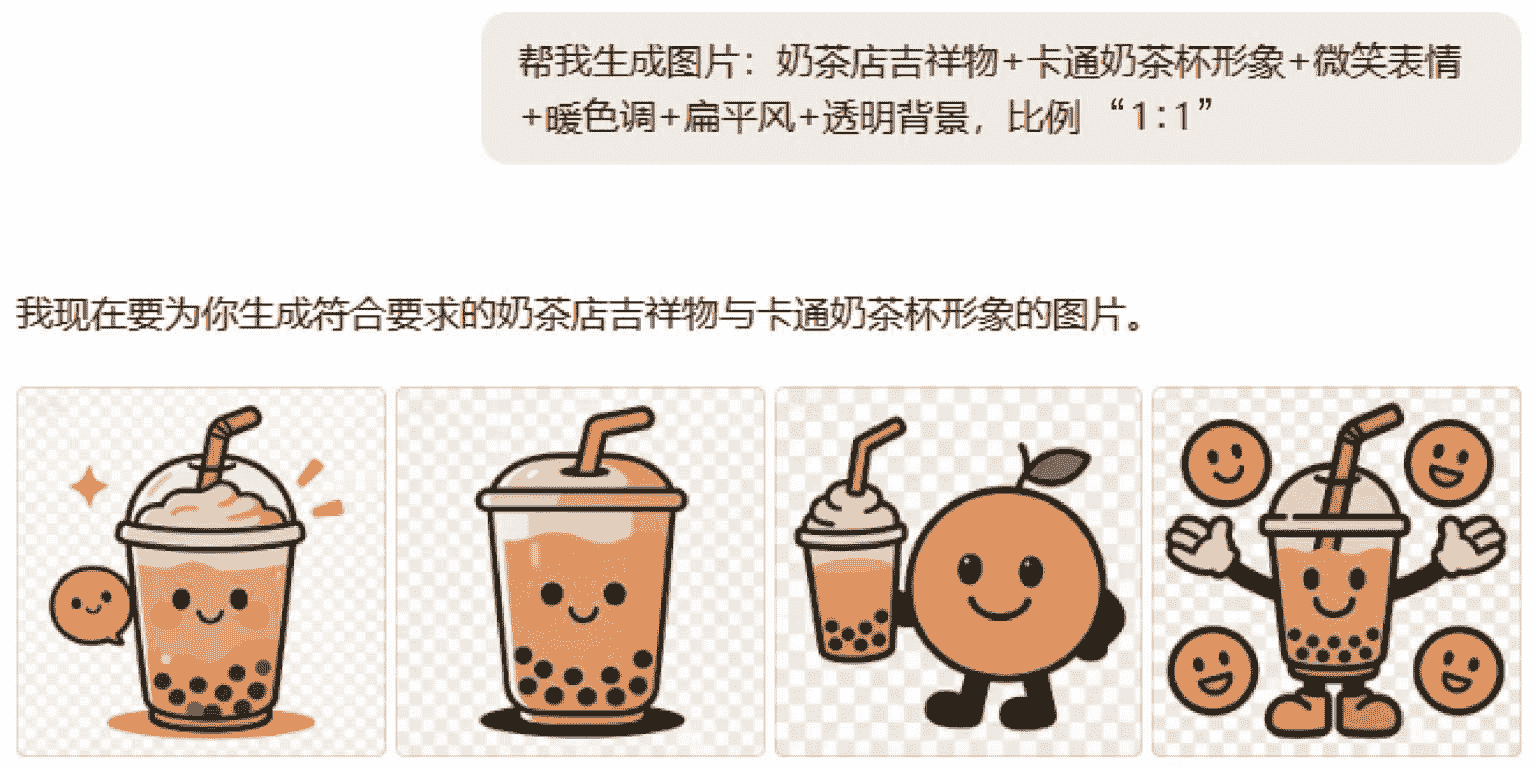 帮我生成图片：奶茶店吉祥物+卡通奶茶杯形象+微笑表情
+暖色调+扁平风+透明背景，比例 “1:1”
我现在要为你生成符合要求的奶茶店吉祥物与卡通奶茶杯形象的图片。